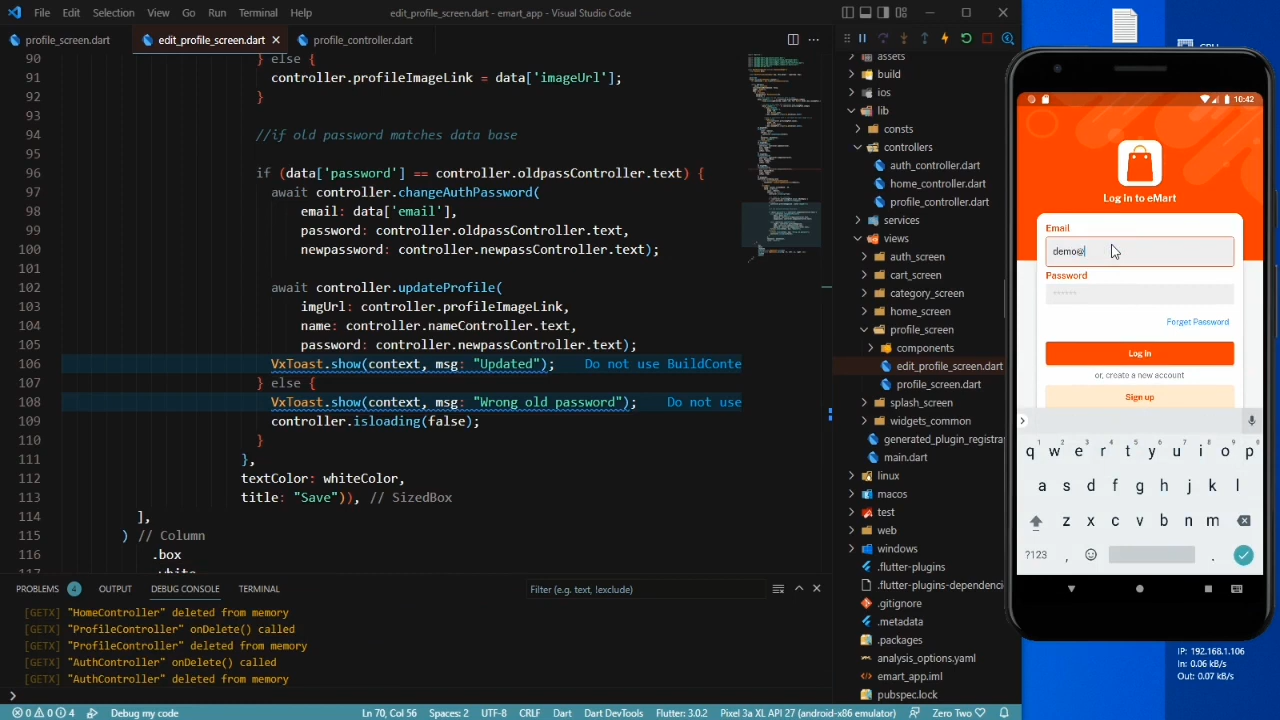 File Edit Selection View Go Run Terminal Help
edit_profile_screen.dart - emart_app - Visual Studio Code
profile_screen.dart
edit_profile_screen.dart
profile_controller.dart
90 } else {
91 controller.profileImageLink = data['imageUrl'];
92 }
93
94 //if old password matches data base
95
96 if (data['password'] == controller.oldpassController.text) {
97 await controller.changeAuthPassword(
98 email: data['email'],
99 password: controller.oldpassController.text,
100 newpassword: controller.newpassController.text);
101
102 await controller.updateProfile(
103 imgUrl: controller.profileImageLink,
104 name: controller.nameController.text,
105 password: controller.newpassController.text);
106 VxToast.show(context, msg: "Updated"); Do not use BuildConte
107 } else {
108 VxToast.show(context, msg: "Wrong old password"); Do not use
109 controller.isloading(false);
110 }
111 },
112 textColor: whiteColor,
113 title: "Save")), // SizedBox
114 ],
115 ) // Column
116 .box
117 .white
PROBLEMS 4 OUTPUT DEBUG CONSOLE TERMINAL
Filter (e.g. text, !exclude)
[GETX] "HomeController" deleted from memory
[GETX] "ProfileController" onDelete() called
[GETX] "ProfileController" deleted from memory
[GETX] "AuthController" onDelete() called
[GETX] "AuthController" deleted from memory
assets
build
ios
lib
consts
controllers
auth_controller.dart
home_controller.dart
profile_controller.dart
services
views
auth_screen
cart_screen
category_screen
home_screen
profile_screen
components
edit_profile_screen.dart
profile_screen.dart
splash_screen
widgets_common
generated_plugin_registra
main.dart
linux
macos
test
web
windows
.flutter-plugins
.flutter-plugins-dependenci
.gitignore
.metadata
.packages
analysis_options.yaml
emart_app.iml
pubspec.lock
0 0 4 Debug my code
Ln 70, Col 56 Spaces: 2 UTF-8 CRLF Dart Dart DevTools Flutter: 3.0.2 Pixel 3a XL API 27 (android-x86 emulator) Zero Two
10:42
Log in to eMart
Email
demo@
Password
******
Forget Password
Log in
or, create a new account
Sign up
q1 w2 e3 r4 t5 y6 u7 i8 o9 p0
a s d f g h j k l
z x c v b n m
?123 , .
IP: 192.168.1.106
In: 0.06 kB/s
Out: 0.07 kB/s